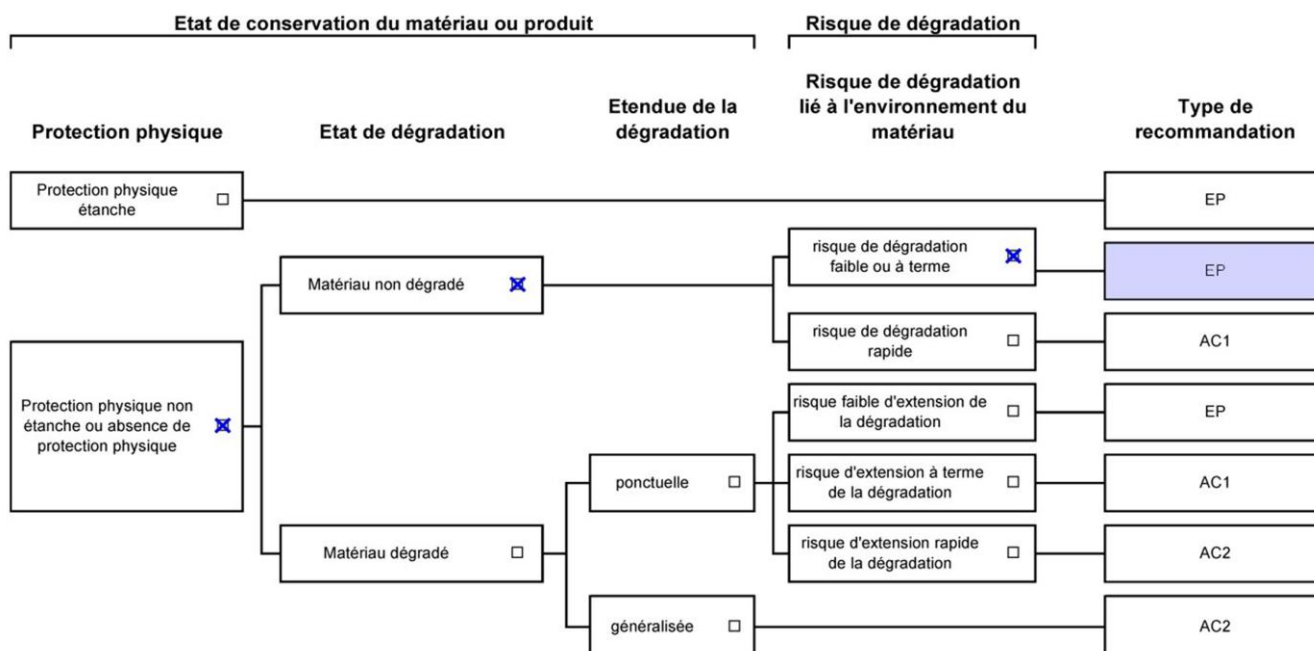 Etat de conservation du matériau ou produit
Risque de dégradation
Protection physique
Etat de dégradation
Etendue de la
dégradation
Risque de dégradation
lié à l'environnement du
matériau
Type de
recommandation
Protection physique
étanche
EP
risque de dégradation
faible ou à terme
EP
Matériau non dégradé
risque de dégradation
rapide
AC1
Protection physique non
étanche ou absence de
protection physique
risque faible d'extension de
la dégradation
EP
ponctuelle
risque d'extension à terme
de la dégradation
AC1
Matériau dégradé
risque d'extension rapide
de la dégradation
AC2
généralisée
AC2